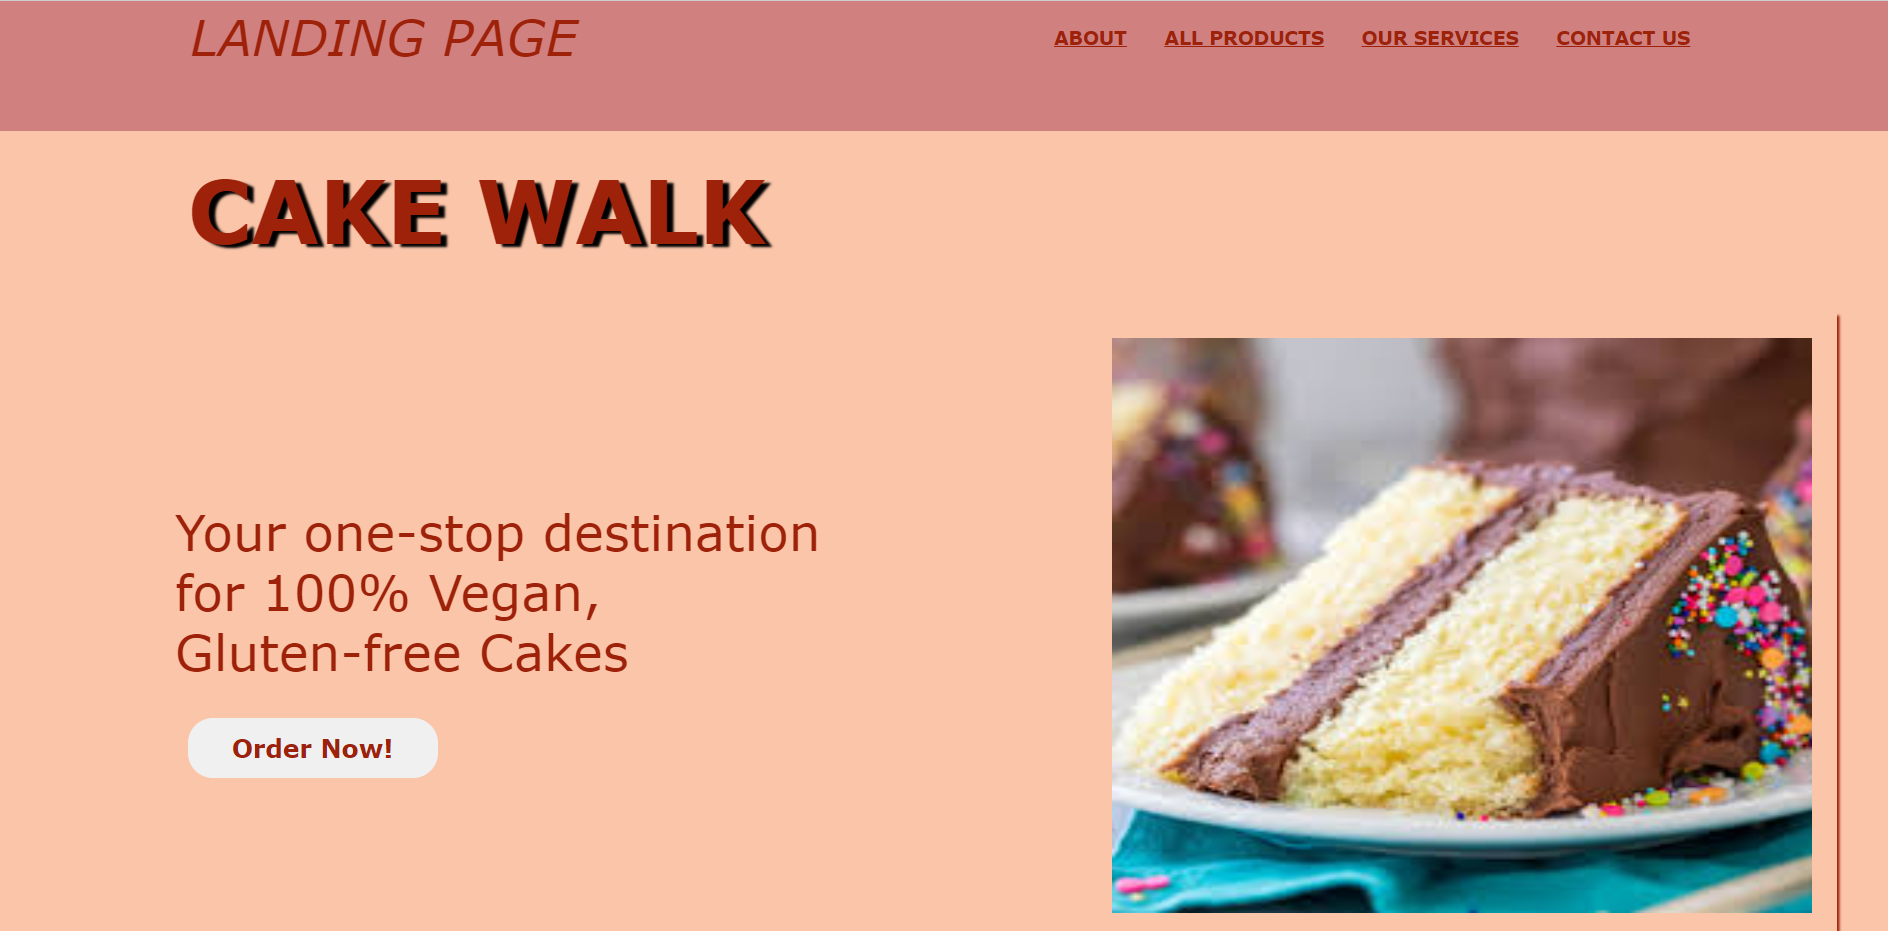 LANDING PAGE
ABOUT ALL PRODUCTS OUR SERVICES CONTACT US
CAKE WALK
Your one-stop destination
for 100% Vegan,
Gluten-free Cakes
Order Now!